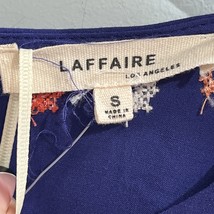 LAFFAIRE
LOS ANGELES
S
MADE IN
CHINA